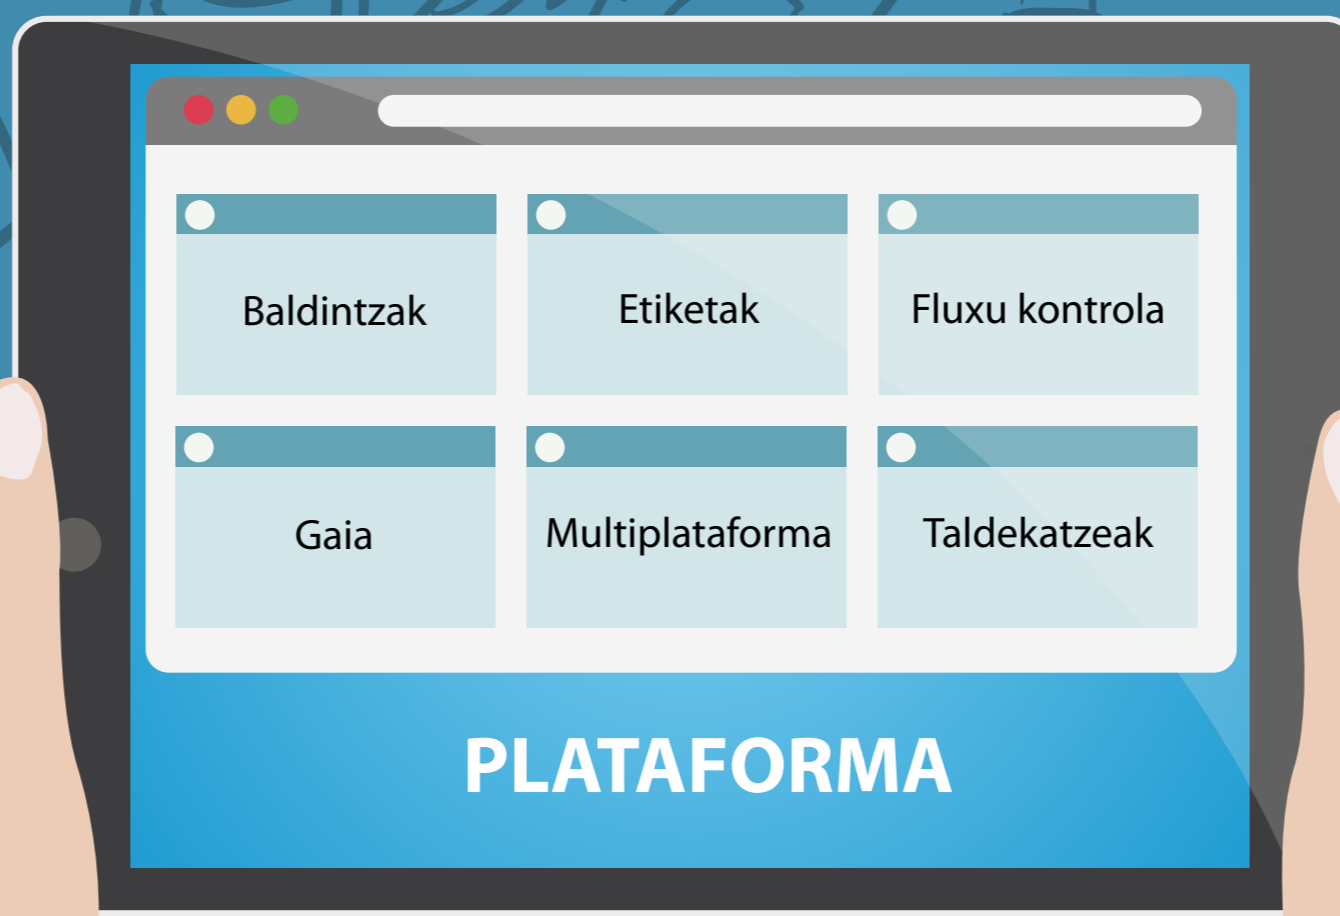 Baldintzak
Etiketak
Fluxu kontrola
Gaia
Multiplataforma
Taldekatzeak
PLATAFORMA